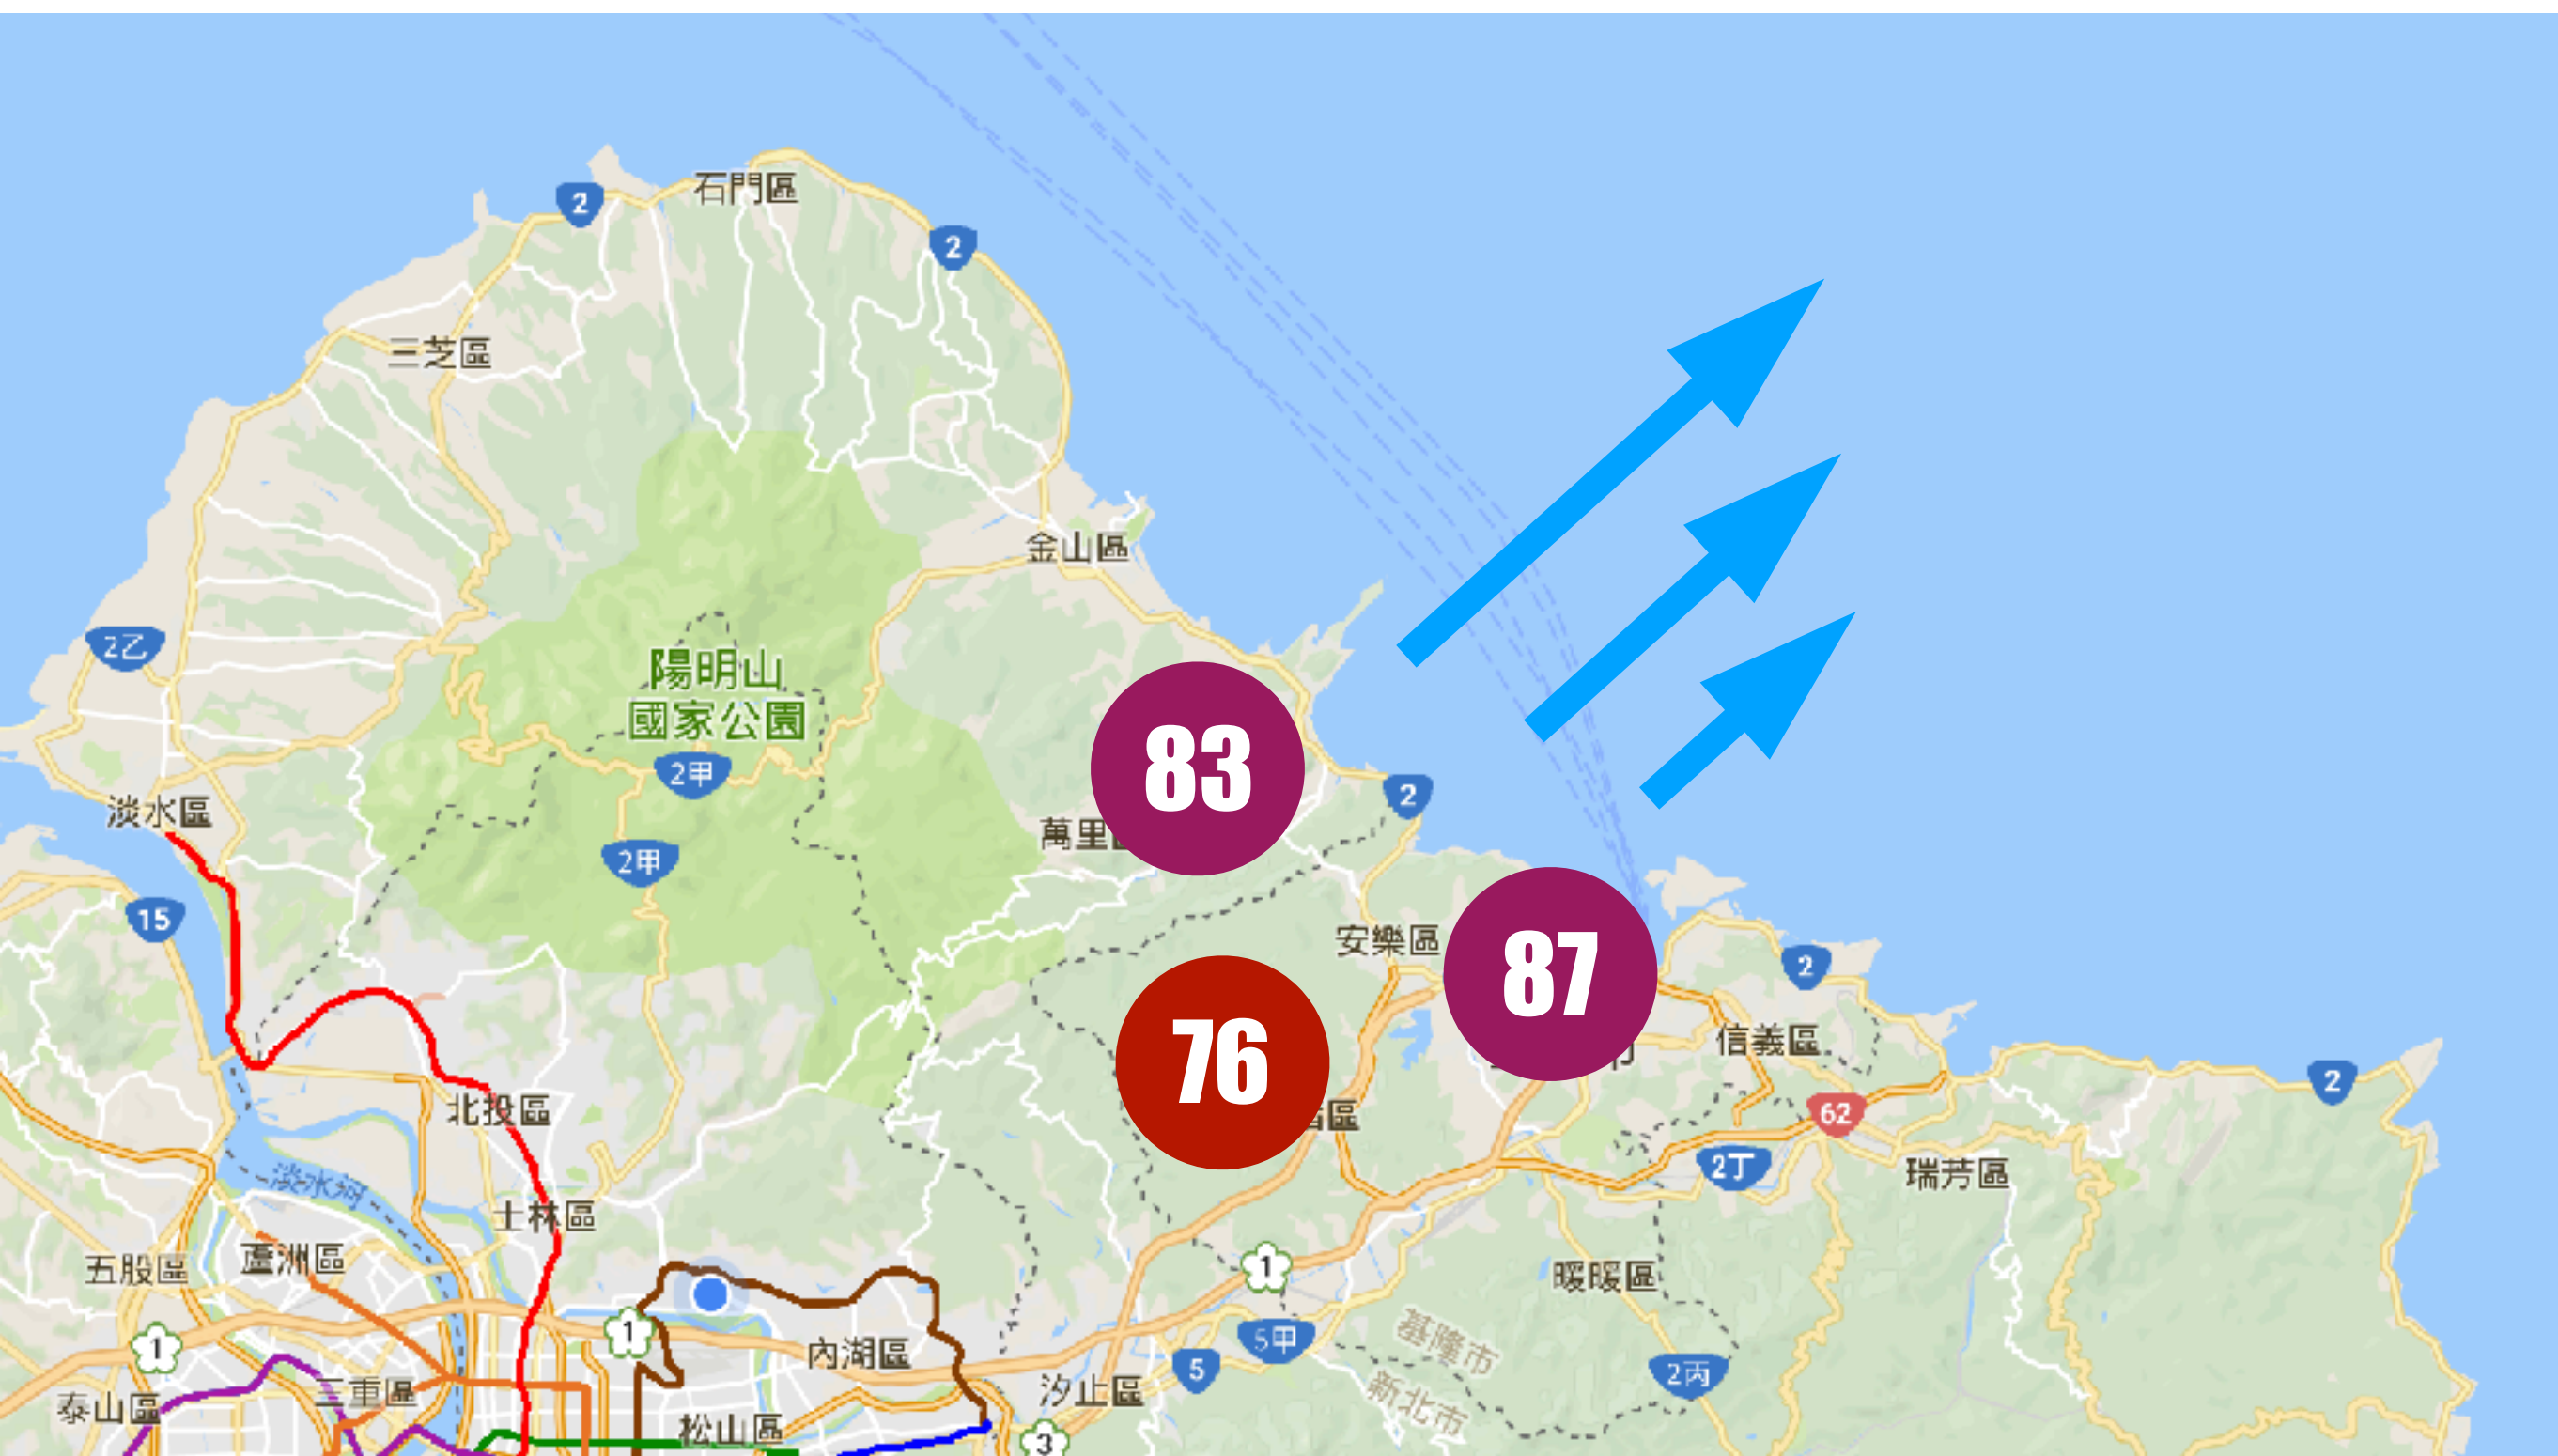 石門區
2
2
三芝區
金山區
2乙
陽明山
國家公園
2甲
83
2
淡水區
萬里
2甲
15
安樂區
87
2
76
信義區
2
北投區
區
62
2丁
瑞芳區
淡水河
士林區
五股區
蘆洲區
1
暖暖區
1
1
5甲
基隆市
內湖區
5
2丙
三重區
汐止區
新北市
泰山區
松山區
3